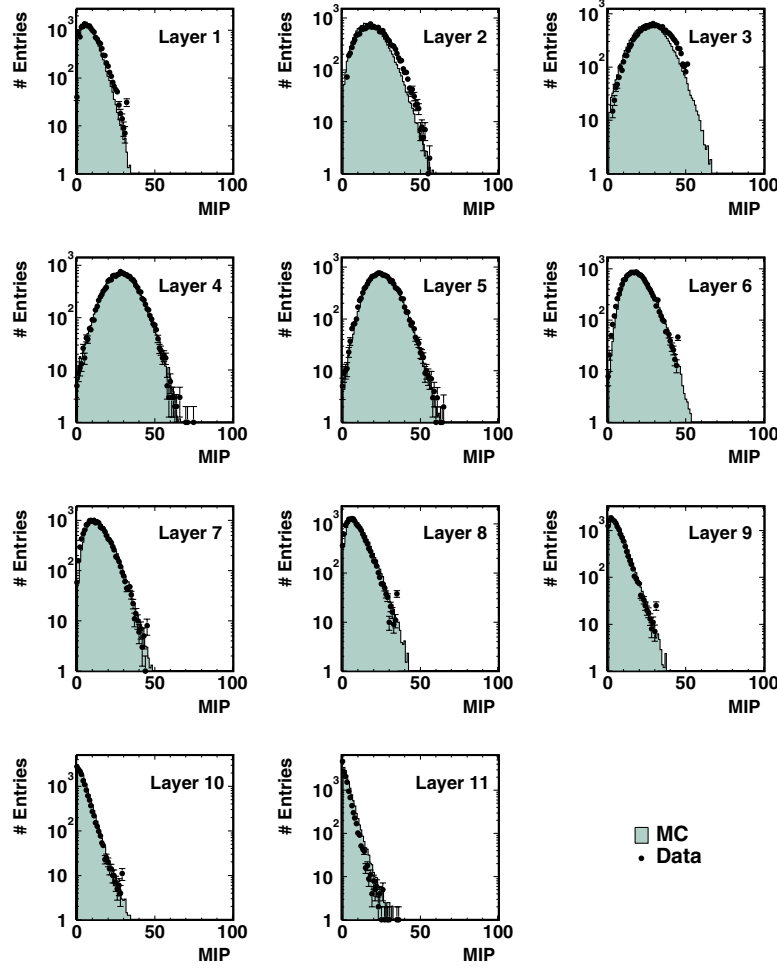 # Entries
10³
10²
10
1
Layer 1
0 50 100
MIP
# Entries
10³
10²
10
1
Layer 2
0 50 100
MIP
# Entries
10³
10²
10
1
Layer 3
0 50 100
MIP
# Entries
10³
10²
10
1
Layer 4
0 50 100
MIP
# Entries
10³
10²
10
1
Layer 5
0 50 100
MIP
# Entries
10³
10²
10
1
Layer 6
0 50 100
MIP
# Entries
10³
10²
10
1
Layer 7
0 50 100
MIP
# Entries
10³
10²
10
1
Layer 8
0 50 100
MIP
# Entries
10³
10²
10
1
Layer 9
0 50 100
MIP
# Entries
10³
10²
10
1
Layer 10
0 50 100
MIP
# Entries
10³
10²
10
1
Layer 11
0 50 100
MIP
MC
Data